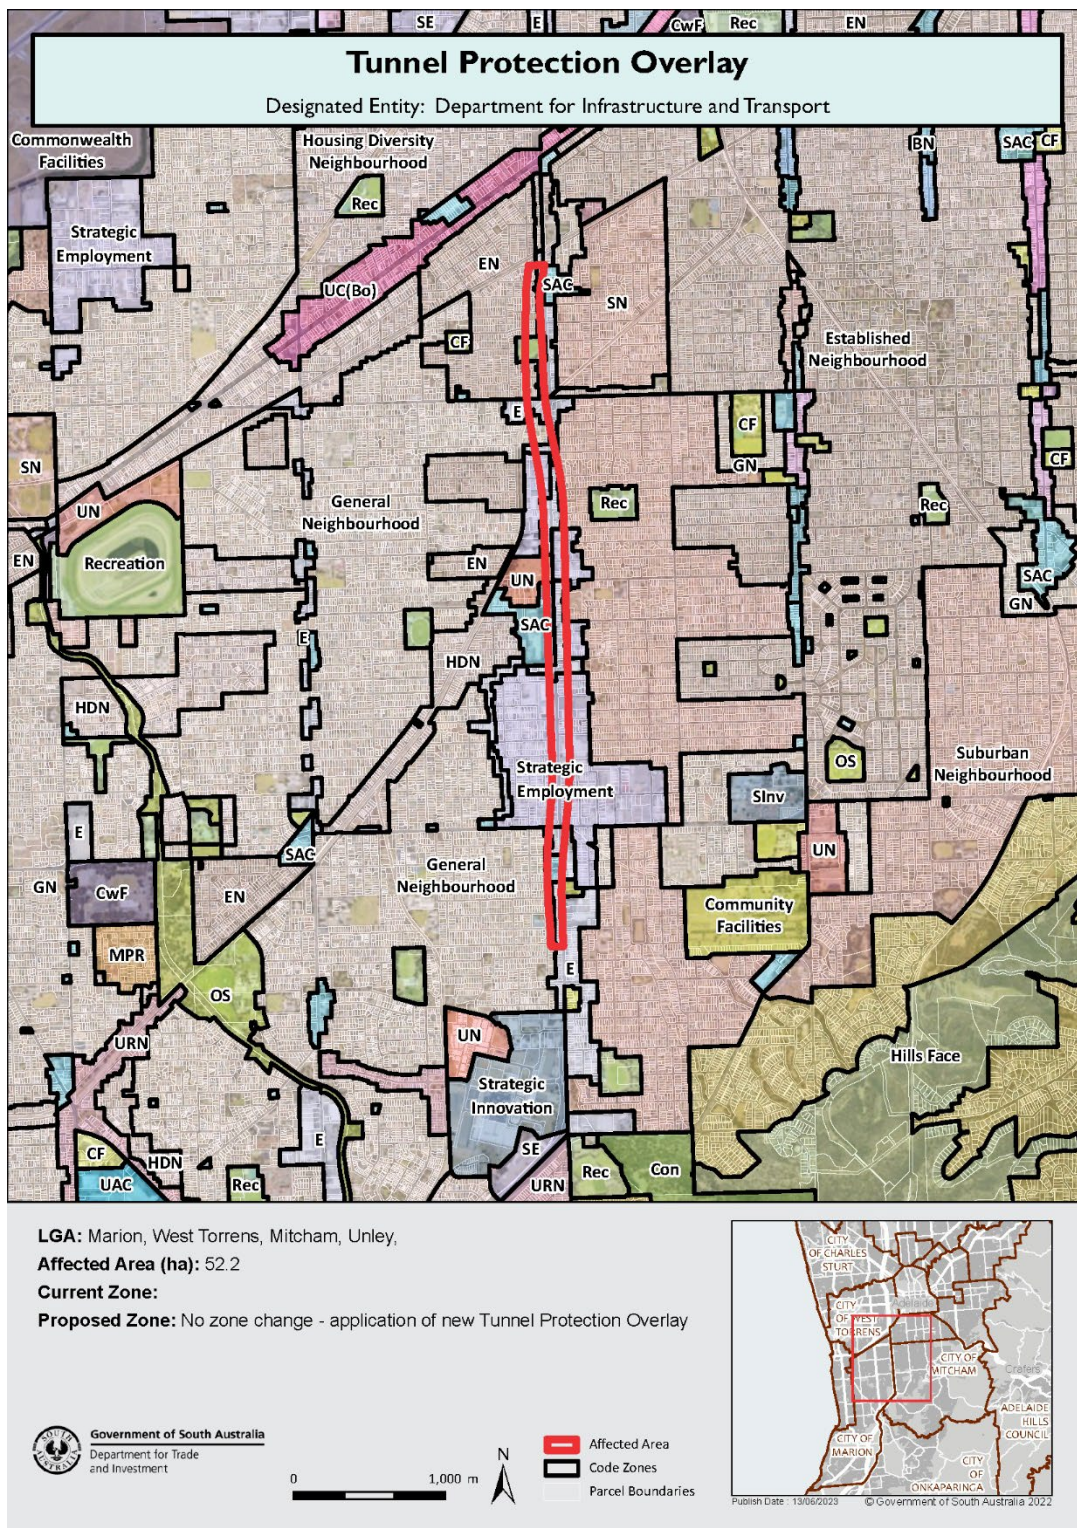 SE
E
CwF
Rec
EN
Tunnel Protection Overlay
Designated Entity: Department for Infrastructure and Transport
Commonwealth
Facilities
Housing Diversity
Neighbourhood
BN
SAC
CF
Rec
Strategic
Employment
EN
UC(Bo)
SAC
SN
CF
Established
Neighbourhood
E
CF
GN
CF
SN
UN
General
Neighbourhood
Rec
Rec
EN
Recreation
EN
UN
SAC
GN
E
SAC
HDN
HDN
Strategic
Employment
OS
Suburban
Neighbourhood
SInv
E
SAC
UN
GN
CwF
EN
General
Neighbourhood
Community
Facilities
MPR
OS
E
URN
UN
Hills Face
Strategic
Innovation
E
SE
CF
HDN
UAC
Rec
URN
Rec
Con
LGA: Marion, West Torrens, Mitcham, Unley,
Affected Area (ha): 52.2
Current Zone:
Proposed Zone: No zone change - application of new Tunnel Protection Overlay
CITY
OF CHARLES
STURT
Adelaide
CITY
OF WEST
TORRENS
CITY OF
MITCHAM
Crafers
ADELAIDE
HILLS
COUNCIL
CITY OF
MARION
CITY
OF
ONKAPARINGA
SOUTH
AUSTRALIA
Government of South Australia
Department for Trade
and Investment
0
1,000 m
N
Affected Area
Code Zones
Parcel Boundaries
Publish Date : 13/06/2023
© Government of South Australia 2022